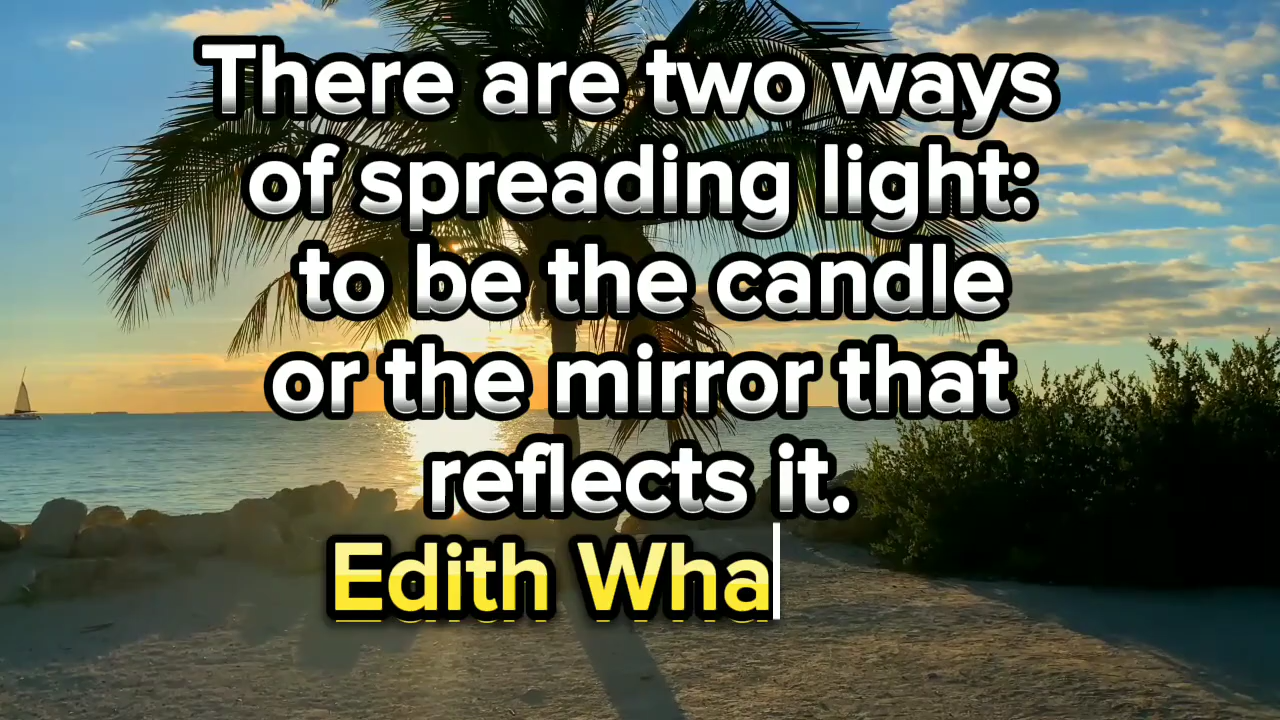 There are two ways
of spreading light:
to be the candle
or the mirror that
reflects it.
Edith Wha